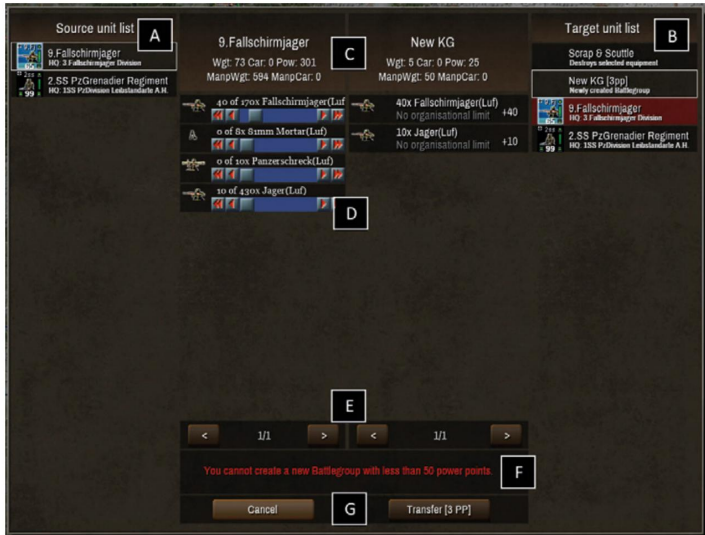 Source unit list
A
9.Fallschirmjager
HQ: 3 Fallschirmjager Division
2.SS PzGrenadier Regiment
HQ: 1SS PzDivision Leibstandarte A.H.
99
9.Fallschirmjager
Wgt: 73 Car: 0 Pow: 301
ManpWgt: 594 ManpCar: 0
C
New KG
Wgt: 5 Car: 0 Pow: 25
ManpWgt: 50 ManpCar: 0
40 of 170x Fallschirmjager(Luf
0 of 8x 81mm Mortar(Luf)
0 of 10x Panzerschreck(Luf)
10 of 430x Jager(Luf)
D
40x Fallschirmjager(Luf)
No organisational limit
+40
10x Jager(Luf)
No organisational limit
+10
Target unit list
B
Scrap & Scuttle
Destroys selected equipment
New KG [3pp]
Newly created Battlegroup
9.Fallschirmjager
HQ: 3 Fallschirmjager Division
2.SS PzGrenadier Regiment
HQ: 1SS PzDivision Leibstandarte A.H.
99
E
< 1/1 >
< 1/1 >
You cannot create a new Battlegroup with less than 50 power points.
F
Cancel
G
Transfer [3 PP]